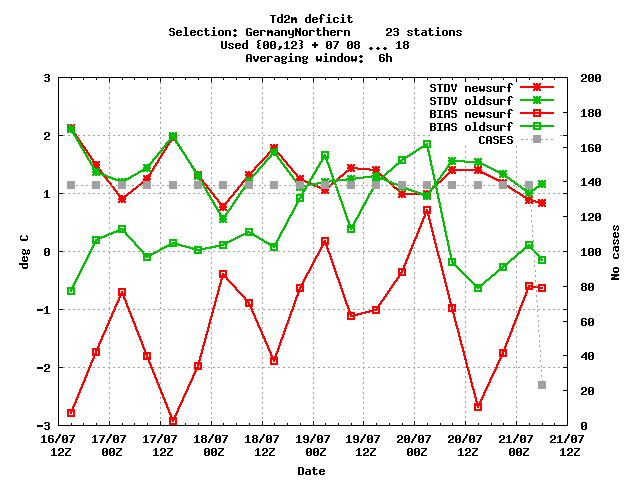 Td2m deficit
Selection: GermanyNorthern 23 stations
Used {00,12} + 07 08 ... 18
Averaging window: 6h
STDV newsurf
STDV oldsurf
BIAS newsurf
BIAS oldsurf
CASES
3
2
1
0
-1
-2
-3
deg C
200
180
160
140
120
100
80
60
40
20
0
No cases
16/07 17/07 17/07 18/07 18/07 19/07 19/07 20/07 20/07 21/07 21/07
12Z 00Z 12Z 00Z 12Z 00Z 12Z 00Z 12Z 00Z 12Z
Date